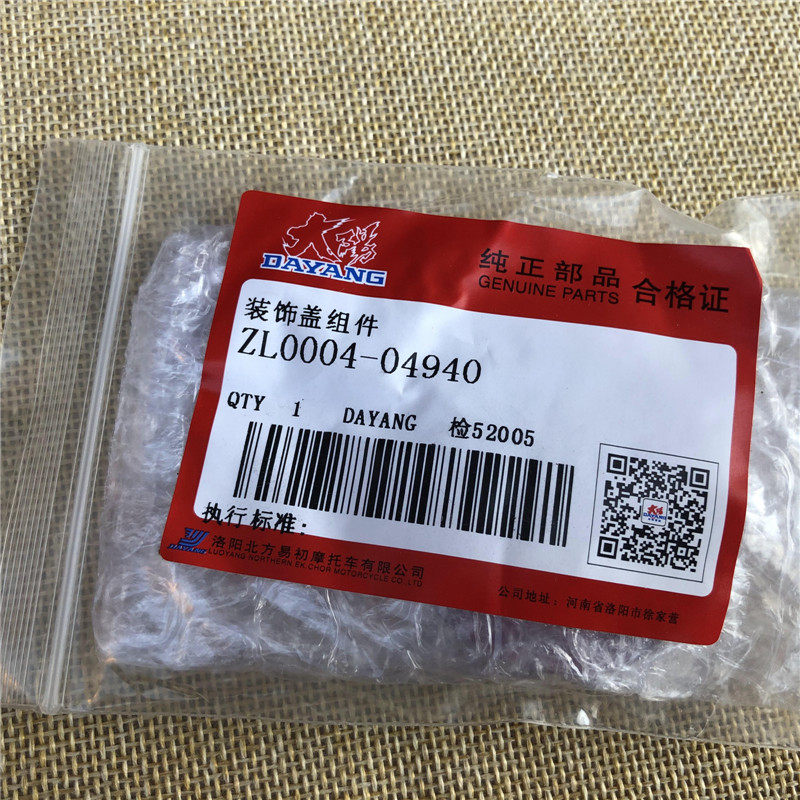 大阳
DAYANG
纯正部品 合格证
GENUINE PARTS
装饰盖组件
ZL0004-04940
QTY 1 DAYANG 检52005
执行标准:
洛阳北方易初摩托车有限公司
LUOYANG NORTHERN EK CHOR MOTORCYCLE CO.,LTD
公司地址: 河南省洛阳市徐家营